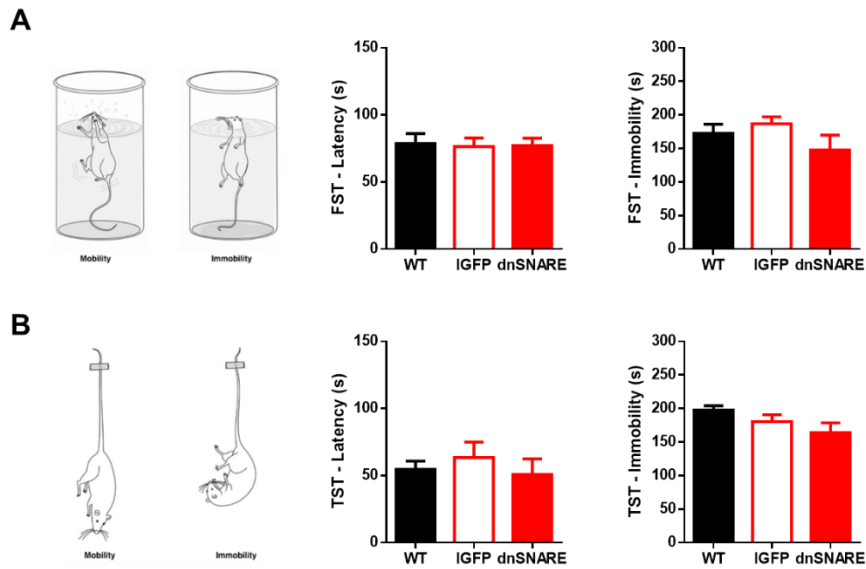 A
Mobility
Immobility
FST - Latency (s)
150
100
50
0
WT
IGFP
dnSNARE
FST - Immobility (s)
300
250
200
150
100
50
0
WT
IGFP
dnSNARE
B
Mobility
Immobility
TST - Latency (s)
150
100
50
0
WT
IGFP
dnSNARE
TST - Immobility (s)
300
250
200
150
100
50
0
WT
IGFP
dnSNARE